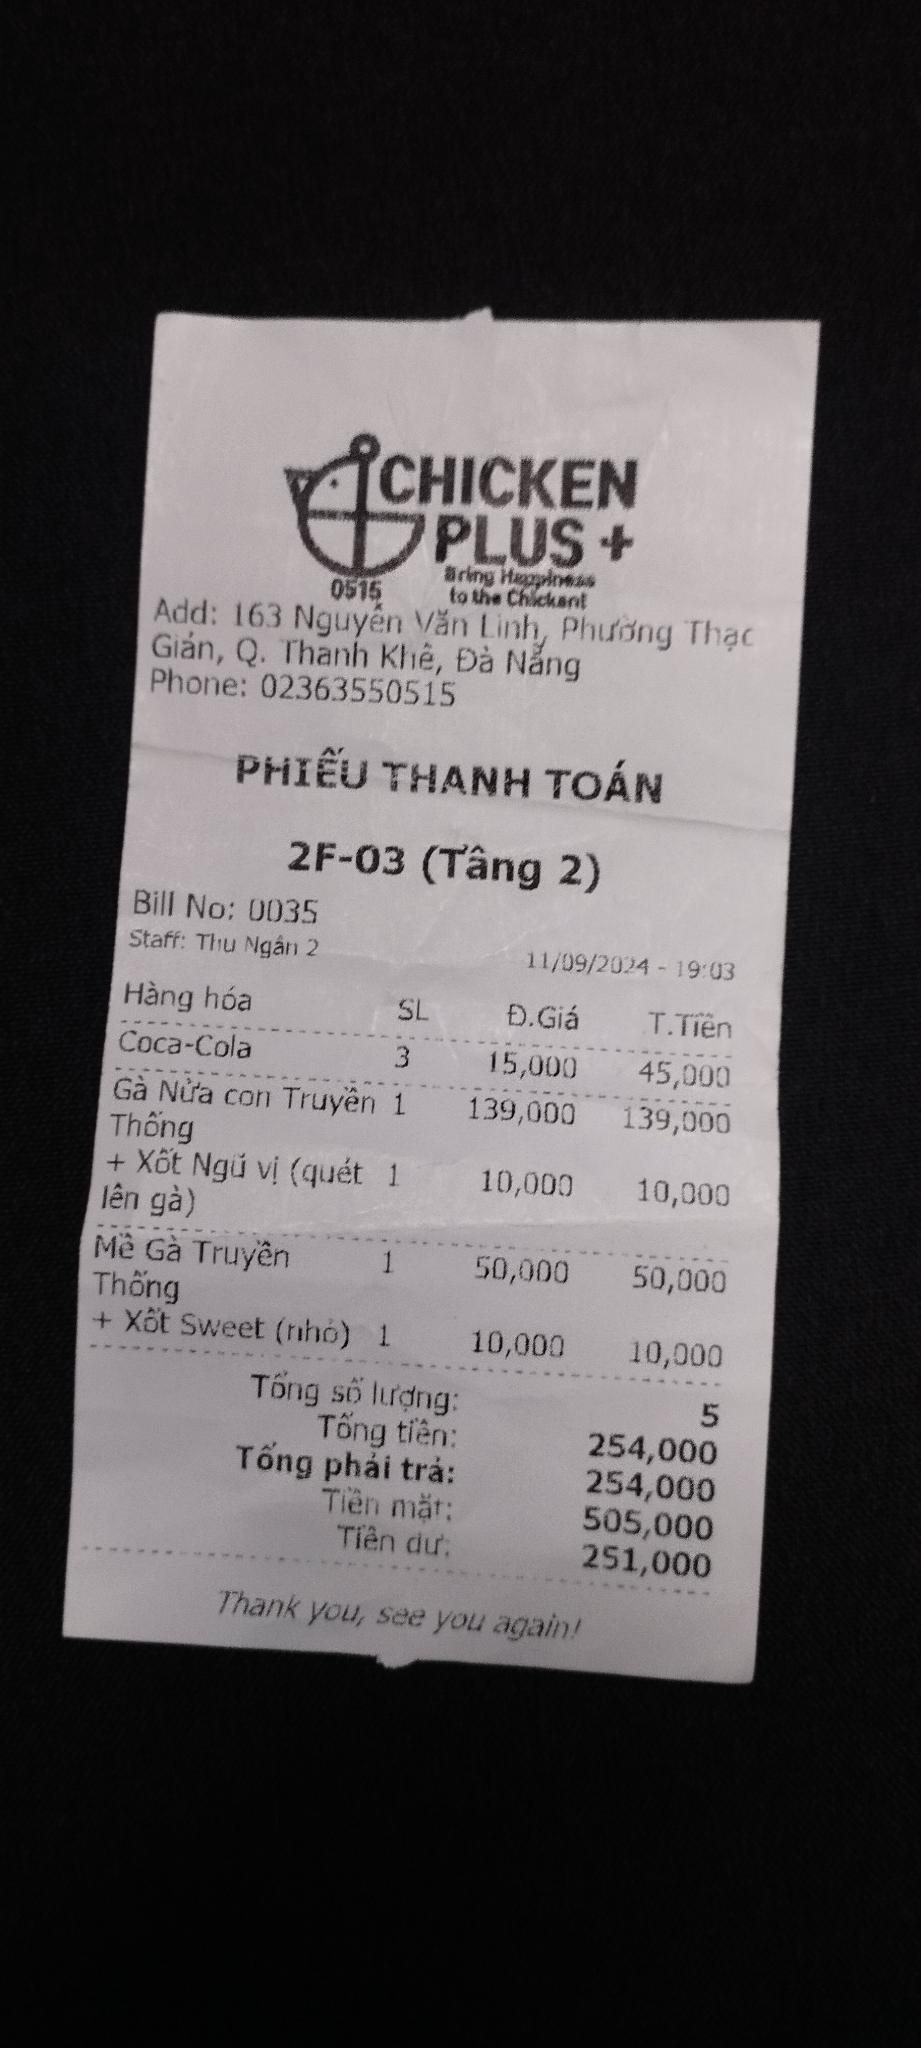 CHICKEN
PLUS +
0515 Bring Happiness
to the Chicken!
Add: 163 Nguyễn Văn Linh, Phường Thạc
Gián, Q. Thanh Khê, Đà Nẵng
Phone: 02363550515
PHIẾU THANH TOÁN
2F-03 (Tầng 2)
Bill No: 0035
Staff: Thu Ngân 2 11/09/2024 - 19:03
Hàng hóa SL Đ.Giá T.Tiền
Coca-Cola 3 15,000 45,000
Gà Nửa con Truyền 1 139,000 139,000
Thống
+ Xốt Ngũ vị (quét 1 10,000 10,000
lên gà)
Mề Gà Truyền 1 50,000 50,000
Thống
+ Xốt Sweet (nhỏ) 1 10,000 10,000
Tổng số lượng: 5
Tổng tiền: 254,000
Tổng phải trả: 254,000
Tiền mặt: 505,000
Tiền dư: 251,000
Thank you, see you again!